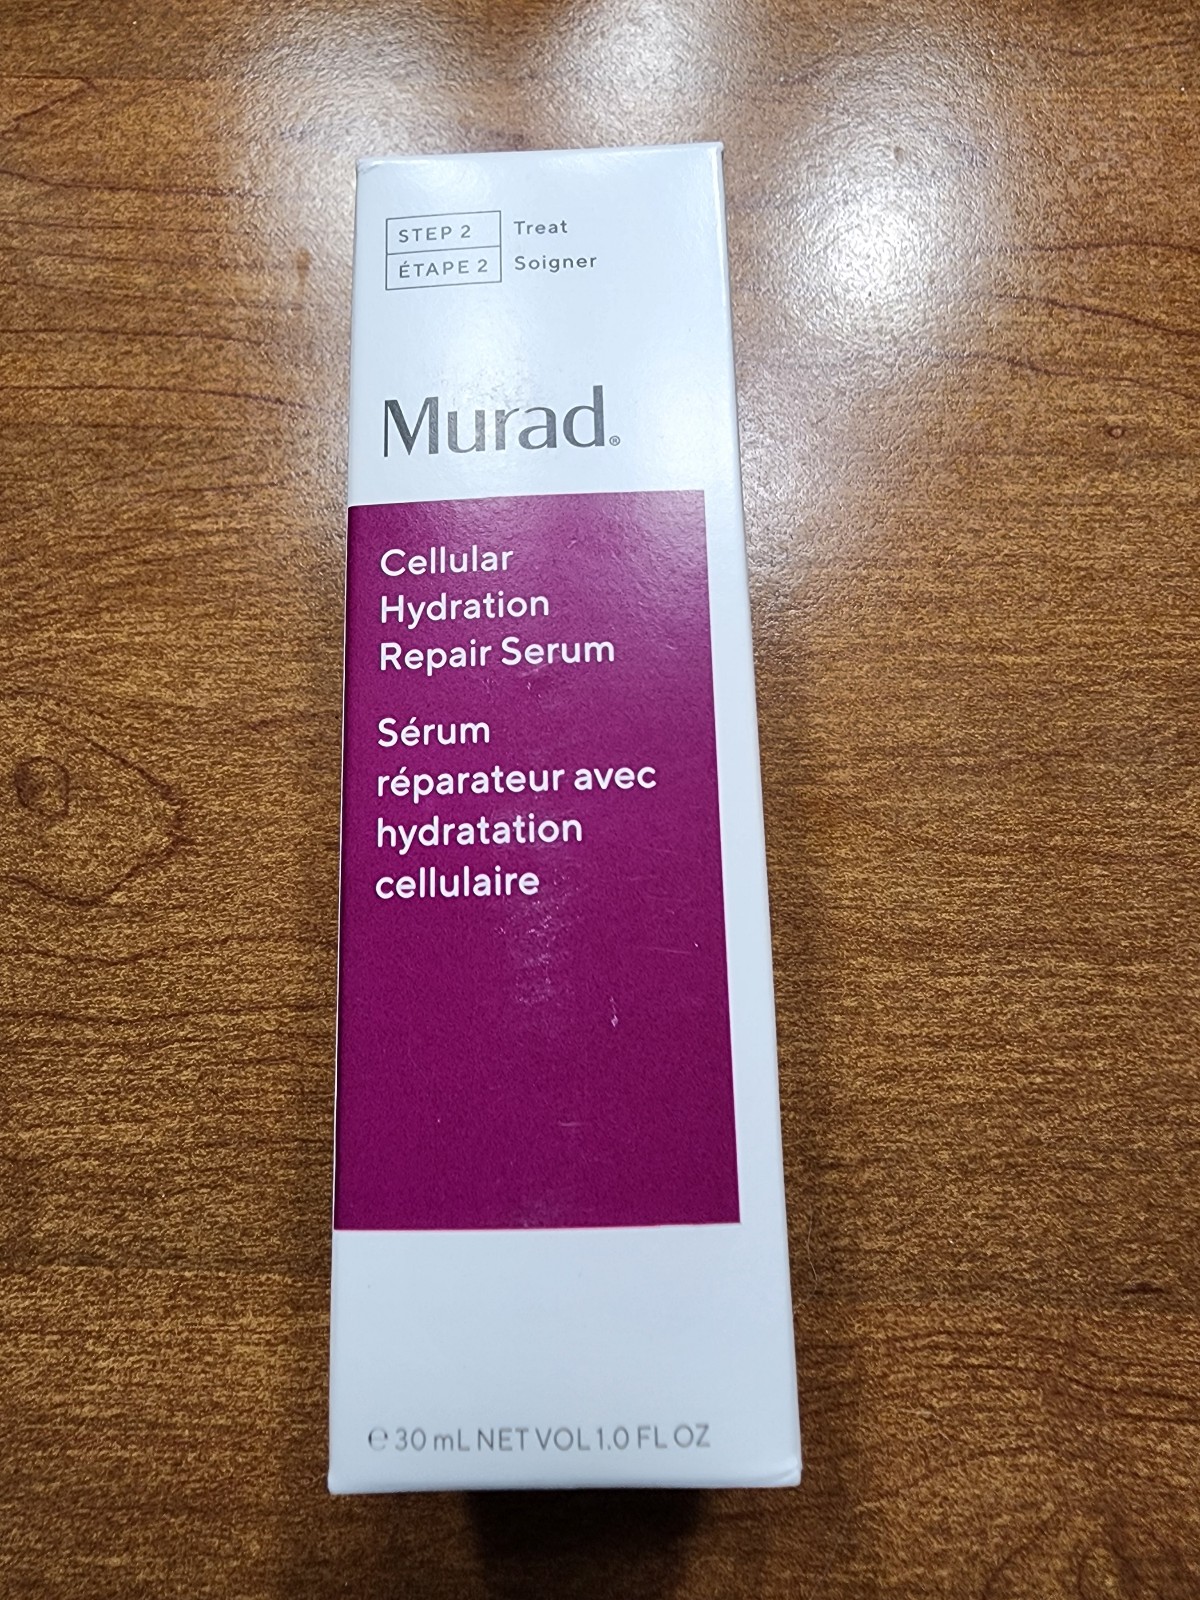 STEP 2 Treat
ÉTAPE 2 Soigner
Murad®
Cellular
Hydration
Repair Serum
Sérum
réparateur avec
hydratation
cellulaire
℮ 30 mL NET VOL 1.0 FL OZ